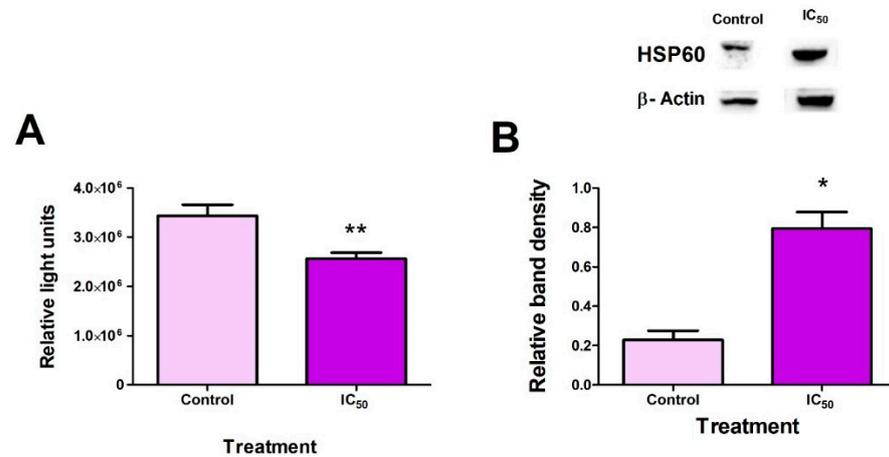 Control IC₅₀
HSP60
β- Actin
A
B
Relative light units
4.0×10⁶
3.0×10⁶
2.0×10⁶
1.0×10⁶
0
**
Control IC₅₀
Treatment
Relative band density
1.0
0.8
0.6
0.4
0.2
0.0
*
Control IC₅₀
Treatment